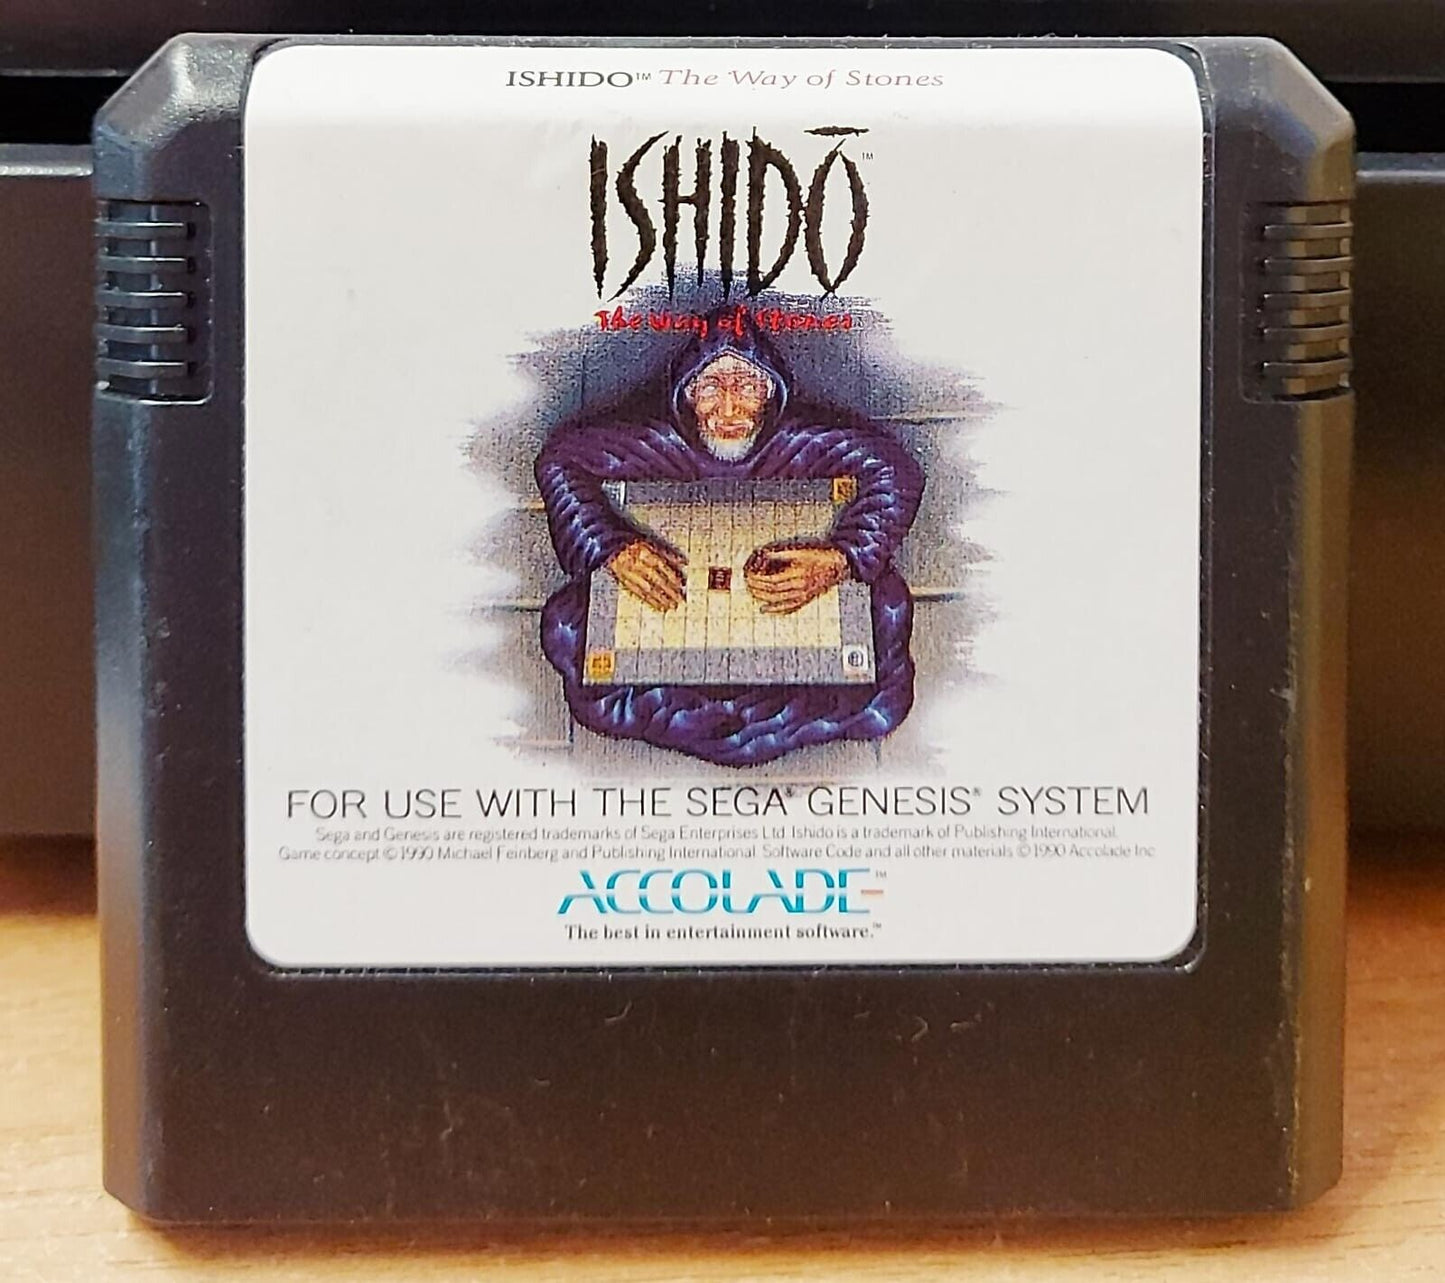 ISHIDO™ The Way of Stones
ISHIDŌ™
The Way of Stones
FOR USE WITH THE SEGA® GENESIS® SYSTEM
Sega and Genesis are registered trademarks of Sega Enterprises Ltd. Ishido is a trademark of Publishing International.
Game concept © 1990 Michael Feinberg and Publishing International. Software Code and all other materials © 1990 Accolade Inc
ACCOLADE™
The best in entertainment software.™